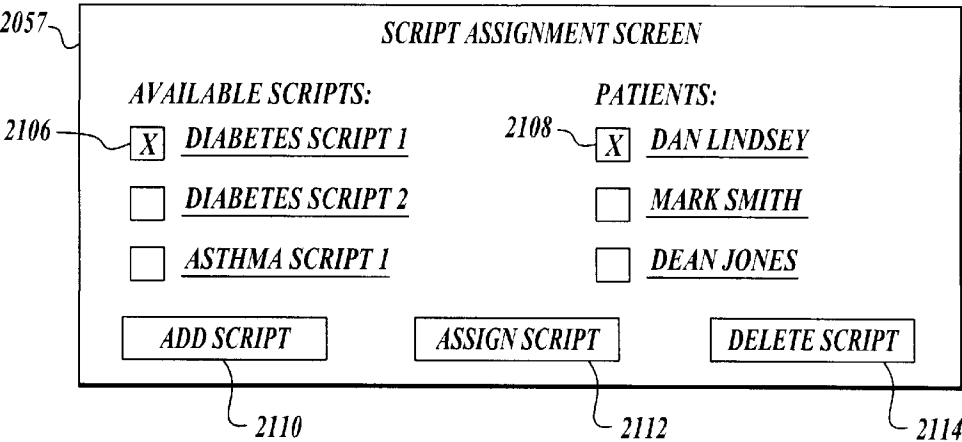 2057
SCRIPT ASSIGNMENT SCREEN
AVAILABLE SCRIPTS:
PATIENTS:
2106
X DIABETES SCRIPT 1
2108
X DAN LINDSEY
DIABETES SCRIPT 2
MARK SMITH
ASTHMA SCRIPT 1
DEAN JONES
ADD SCRIPT
ASSIGN SCRIPT
DELETE SCRIPT
2110
2112
2114